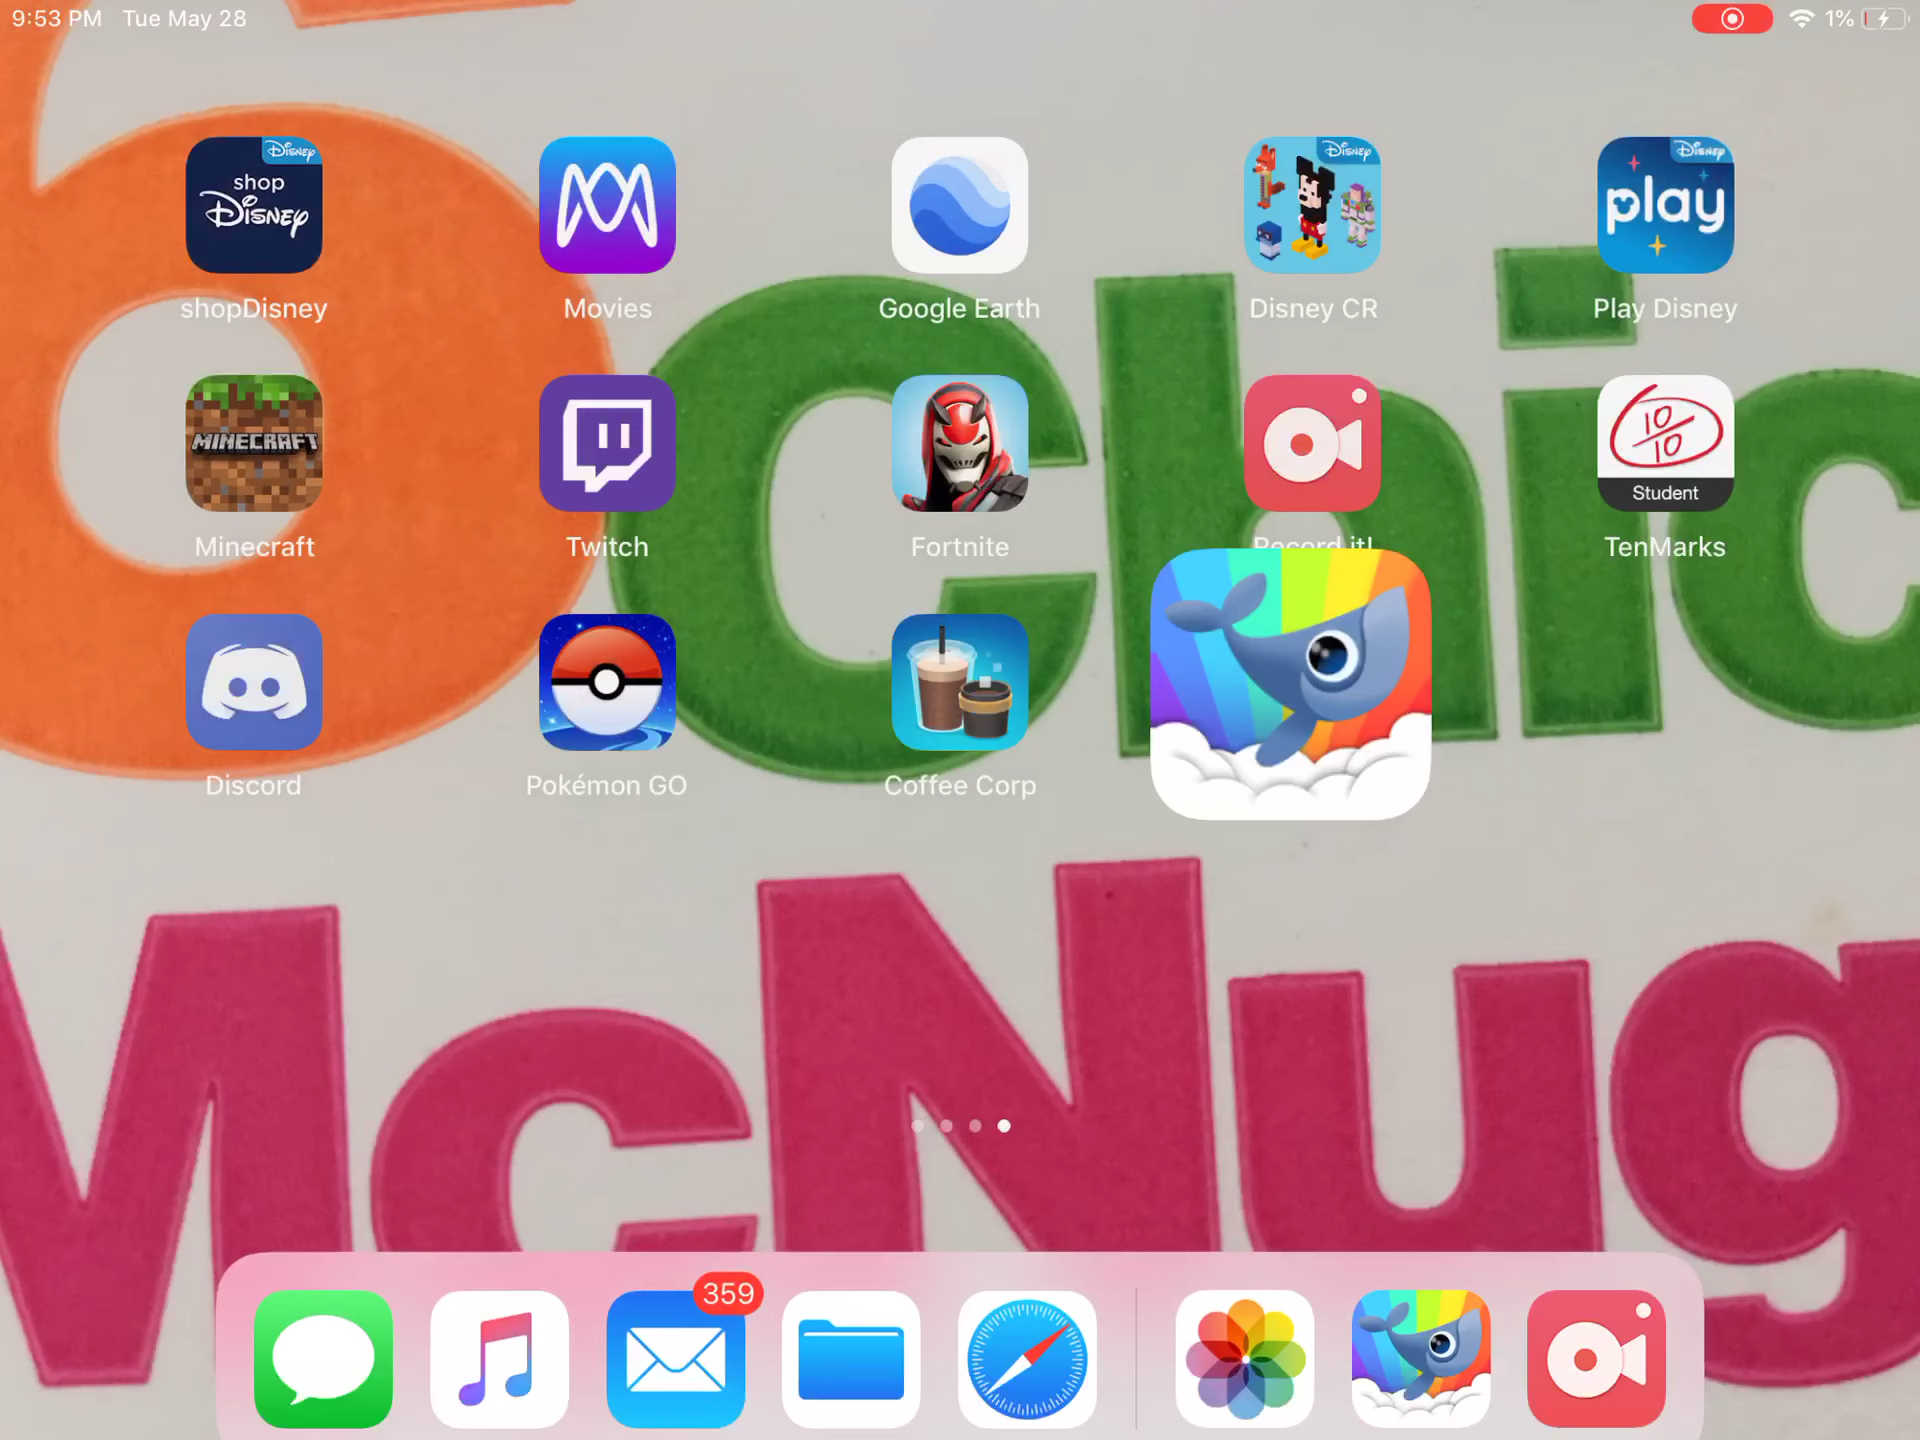 9:53 PM Tue May 28
1%
Disney
shop
Disney
Disney
Disney
play
shopDisney
Movies
Google Earth
Disney CR
Play Disney
MINECRAFT
10
10
Student
Minecraft
Twitch
Fortnite
Record it!
TenMarks
Discord
Pokémon GO
Coffee Corp
6 Chic
McNug
359